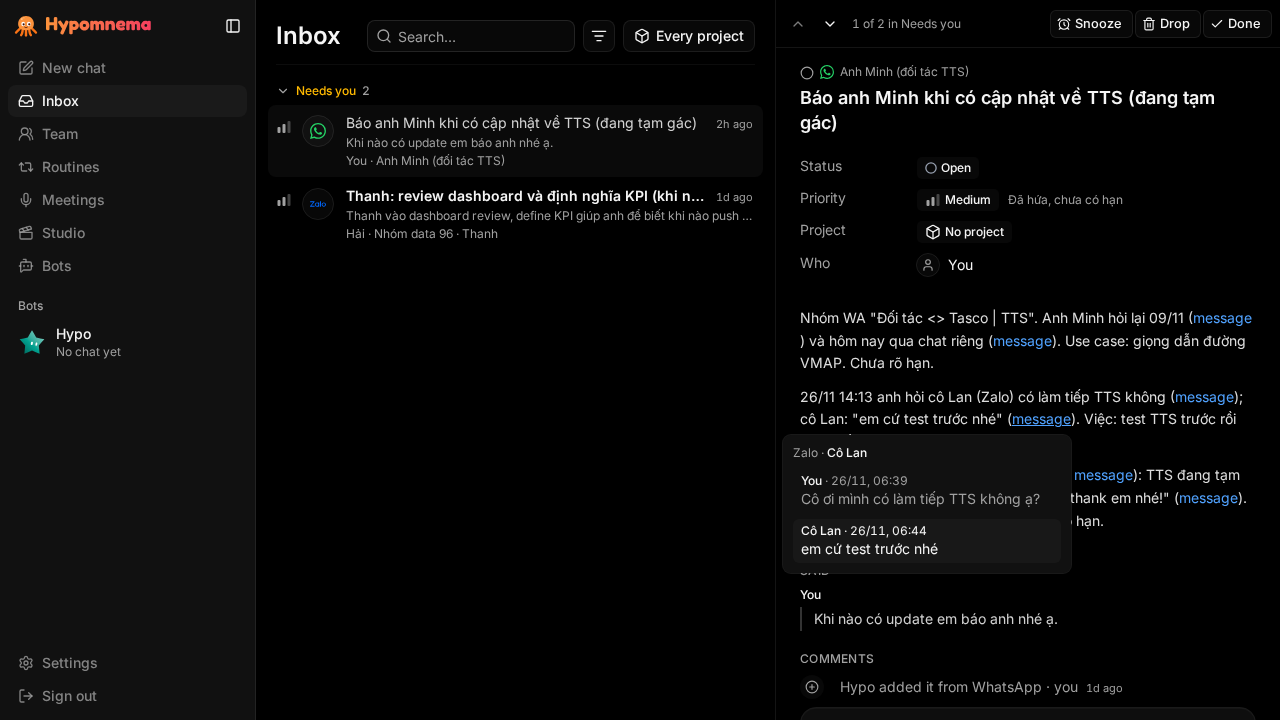 Hypomnema
New chat
Inbox
Team
Routines
Meetings
Studio
Bots
Bots
Hypo
No chat yet
Settings
Sign out
Inbox
Search...
Every project
Needs you 2
Báo anh Minh khi có cập nhật về TTS (đang tạm gác)
2h ago
Khi nào có update em báo anh nhé ạ.
You · Anh Minh (đối tác TTS)
Zalo
Thanh: review dashboard và định nghĩa KPI (khi n...
1d ago
Thanh vào dashboard review, define KPI giúp anh để biết khi nào push ...
Hải · Nhóm data 96 · Thanh
1 of 2 in Needs you
Snooze
Drop
Done
Anh Minh (đối tác TTS)
Báo anh Minh khi có cập nhật về TTS (đang tạm
gác)
Status
Open
Priority
Medium
Đã hứa, chưa có hạn
Project
No project
Who
You
Nhóm WA "Đối tác <> Tasco | TTS". Anh Minh hỏi lại 09/11 (message
) và hôm nay qua chat riêng (message). Use case: giọng dẫn đường
VMAP. Chưa rõ hạn.
26/11 14:13 anh hỏi cô Lan (Zalo) có làm tiếp TTS không (message);
cô Lan: "em cứ test trước nhé" (message). Việc: test TTS trước rồi
Zalo · Cô Lan
You · 26/11, 06:39
Cô ơi mình có làm tiếp TTS không ạ?
Cô Lan · 26/11, 06:44
em cứ test trước nhé
message): TTS đang tạm
thank em nhé!" (message).
hạn.
You
Khi nào có update em báo anh nhé ạ.
COMMENTS
Hypo added it from WhatsApp · you 1d ago